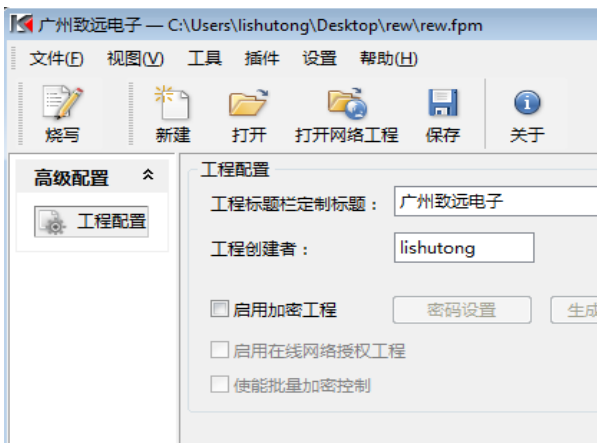 广州致远电子 — C:\Users\lishutong\Desktop\rew\rew.fpm
文件(F) 视图(V) 工具 插件 设置 帮助(H)
烧写 新建 打开 打开网络工程 保存 关于
高级配置
工程配置
工程配置
工程标题栏定制标题： 广州致远电子
工程创建者： lishutong
启用加密工程 密码设置 生成
启用在线网络授权工程
使能批量加密控制